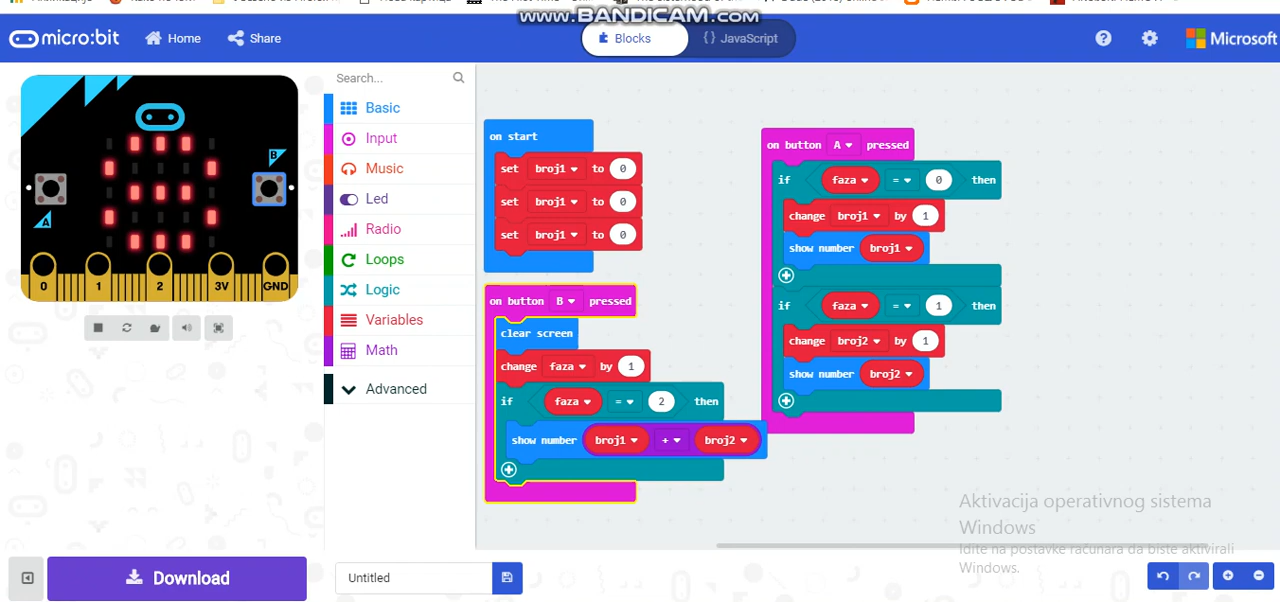 www.BANDICAM.com
micro:bit
Home
Share
Blocks
{} JavaScript
?
Microsoft
Search...
Basic
Input
Music
Led
Radio
Loops
Logic
Variables
Math
Advanced
A
B
0 1 2 3V GND
on start
set broj1 to 0
set broj1 to 0
set broj1 to 0
on button B pressed
clear screen
change faza by 1
if faza = 2 then
show number broj1 + broj2
on button A pressed
if faza = 0 then
change broj1 by 1
show number broj1
if faza = 1 then
change broj2 by 1
show number broj2
Aktivacija operativnog sistema
Windows
Idite na postavke računara da biste aktivirali
Windows.
Download
Untitled